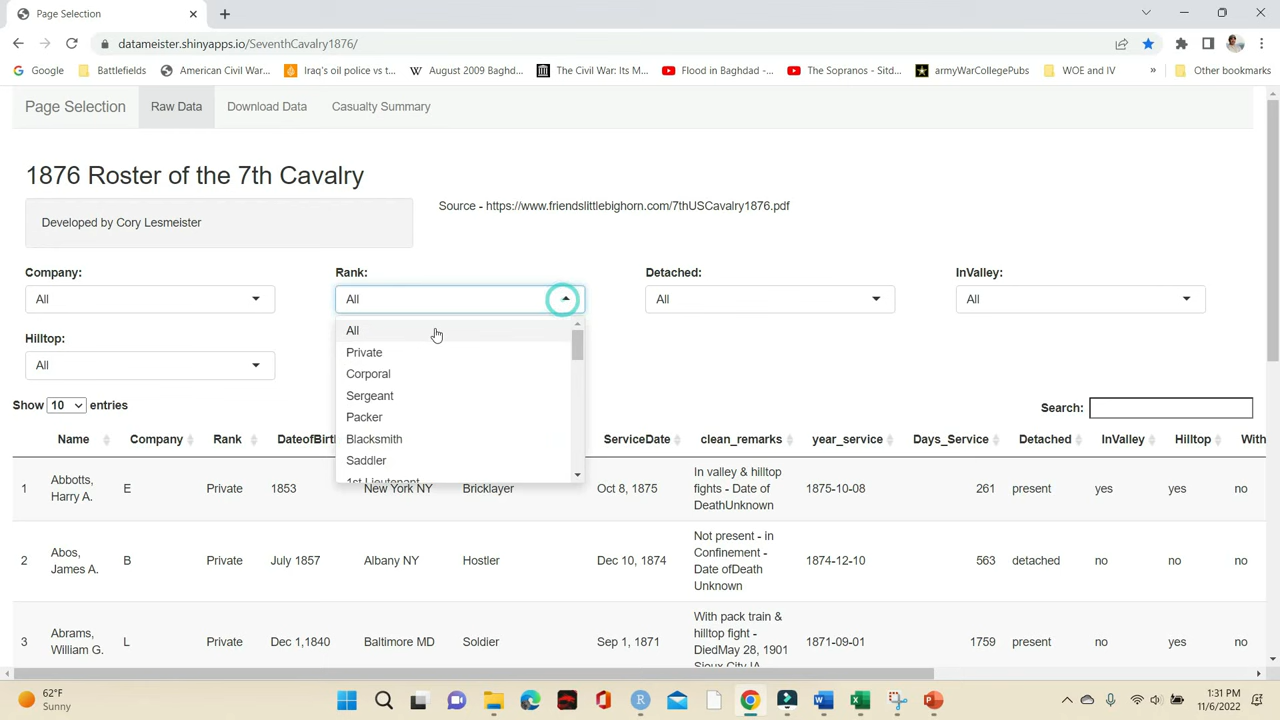 Page Selection
datameister.shinyapps.io/SeventhCavalry1876/
Google
Battlefields
American Civil War...
Iraq's oil police vs t...
August 2009 Baghd...
The Civil War: Its M...
Flood in Baghdad -...
The Sopranos - Sitd...
armyWarCollegePubs
WOE and IV
»
Other bookmarks
Page Selection
Raw Data
Download Data
Casualty Summary
1876 Roster of the 7th Cavalry
Developed by Cory Lesmeister
Source - https://www.friendslittlebighorn.com/7thUSCavalry1876.pdf
Company:
All
Rank:
All
Detached:
All
InValley:
All
All
Private
Corporal
Sergeant
Packer
Blacksmith
Saddler
1st Lieutenant
Hilltop:
All
Show 10 entries
Search:
Name Company Rank DateofBirth ServiceDate clean_remarks year_service Days_Service Detached InValley Hilltop With
1 Abbotts, Harry A. E Private 1853 New York NY Bricklayer Oct 8, 1875 In valley & hilltop fights - Date of DeathUnknown 1875-10-08 261 present yes yes no
2 Abos, James A. B Private July 1857 Albany NY Hostler Dec 10, 1874 Not present - in Confinement - Date ofDeath Unknown 1874-12-10 563 detached no no no
3 Abrams, William G. L Private Dec 1,1840 Baltimore MD Soldier Sep 1, 1871 With pack train & hilltop fight - DiedMay 28, 1901 Sioux City IA 1871-09-01 1759 present no yes no
62°F
Sunny
1:31 PM
11/6/2022